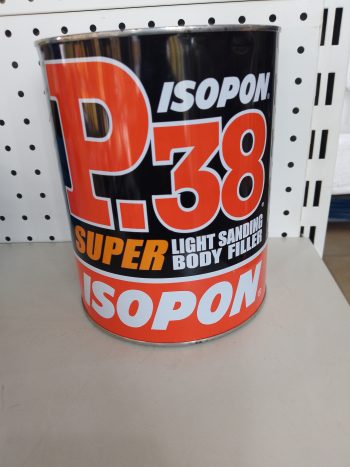 ISOPON®
P.38®
SUPER LIGHT SANDING
BODY FILLER
ISOPON®